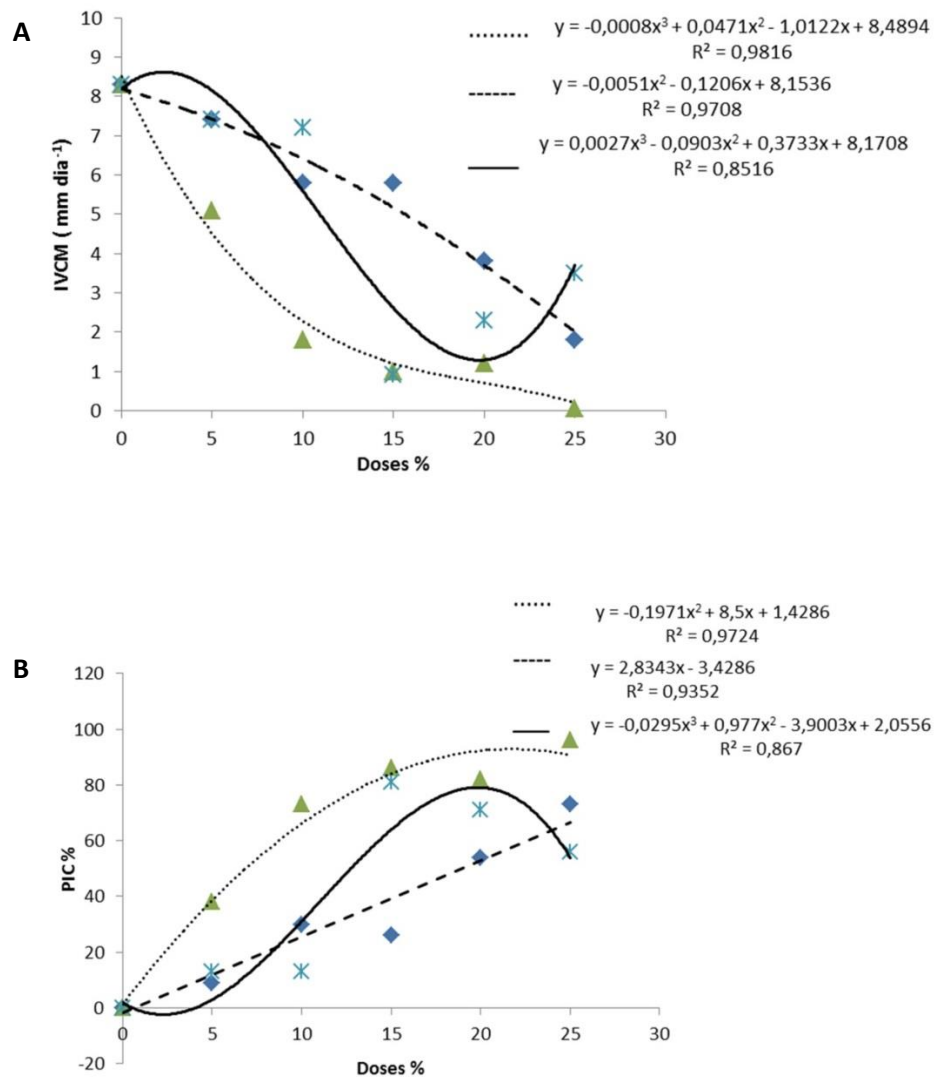 A
y = -0,0008x³ + 0,0471x² - 1,0122x + 8,4894
R² = 0,9816
y = -0,0051x² - 0,1206x + 8,1536
R² = 0,9708
y = 0,0027x³ - 0,0903x² + 0,3733x + 8,1708
R² = 0,8516
IVCM ( mm dia⁻¹)
10
9
8
7
6
5
4
3
2
1
0
0 5 10 15 20 25 30
Doses %
B
y = -0,1971x² + 8,5x + 1,4286
R² = 0,9724
y = 2,8343x - 3,4286
R² = 0,9352
y = -0,0295x³ + 0,977x² - 3,9003x + 2,0556
R² = 0,867
PIC %
120
100
80
60
40
20
0
-20
0 5 10 15 20 25 30
Doses %